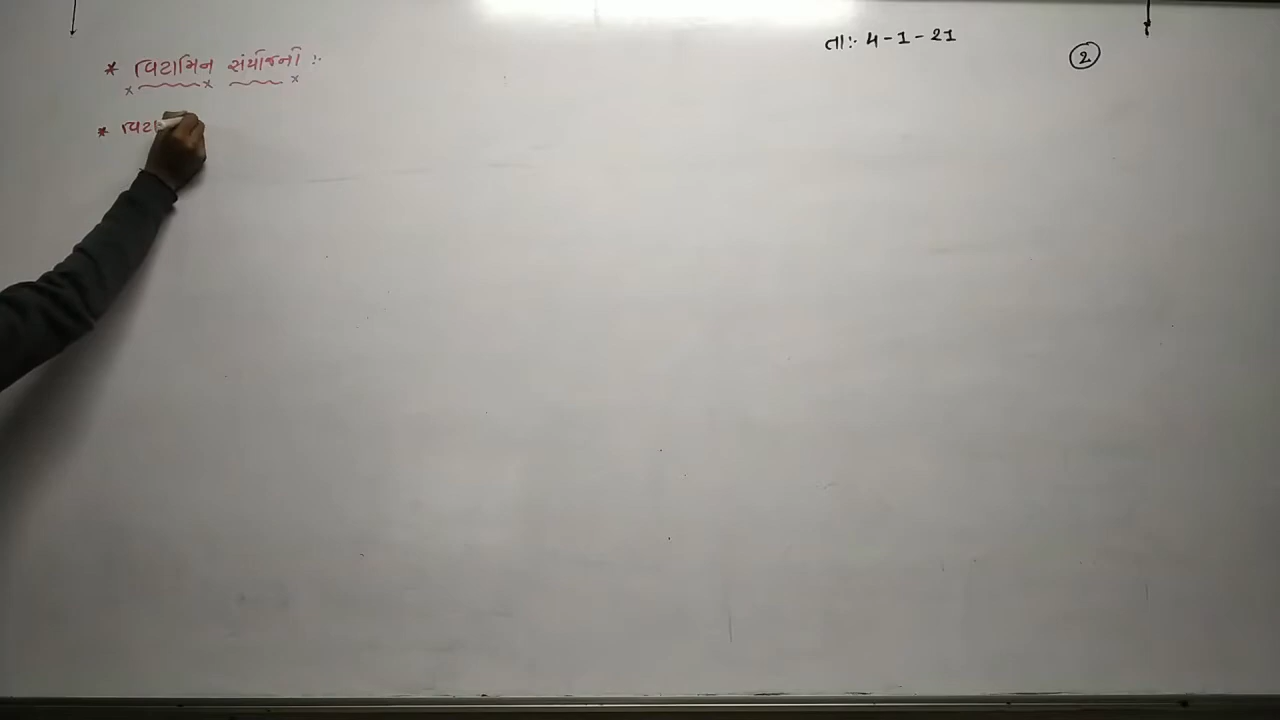 તા:- 4-1-21
2
* વિટામિન સંયોજનો :-
* વિટા